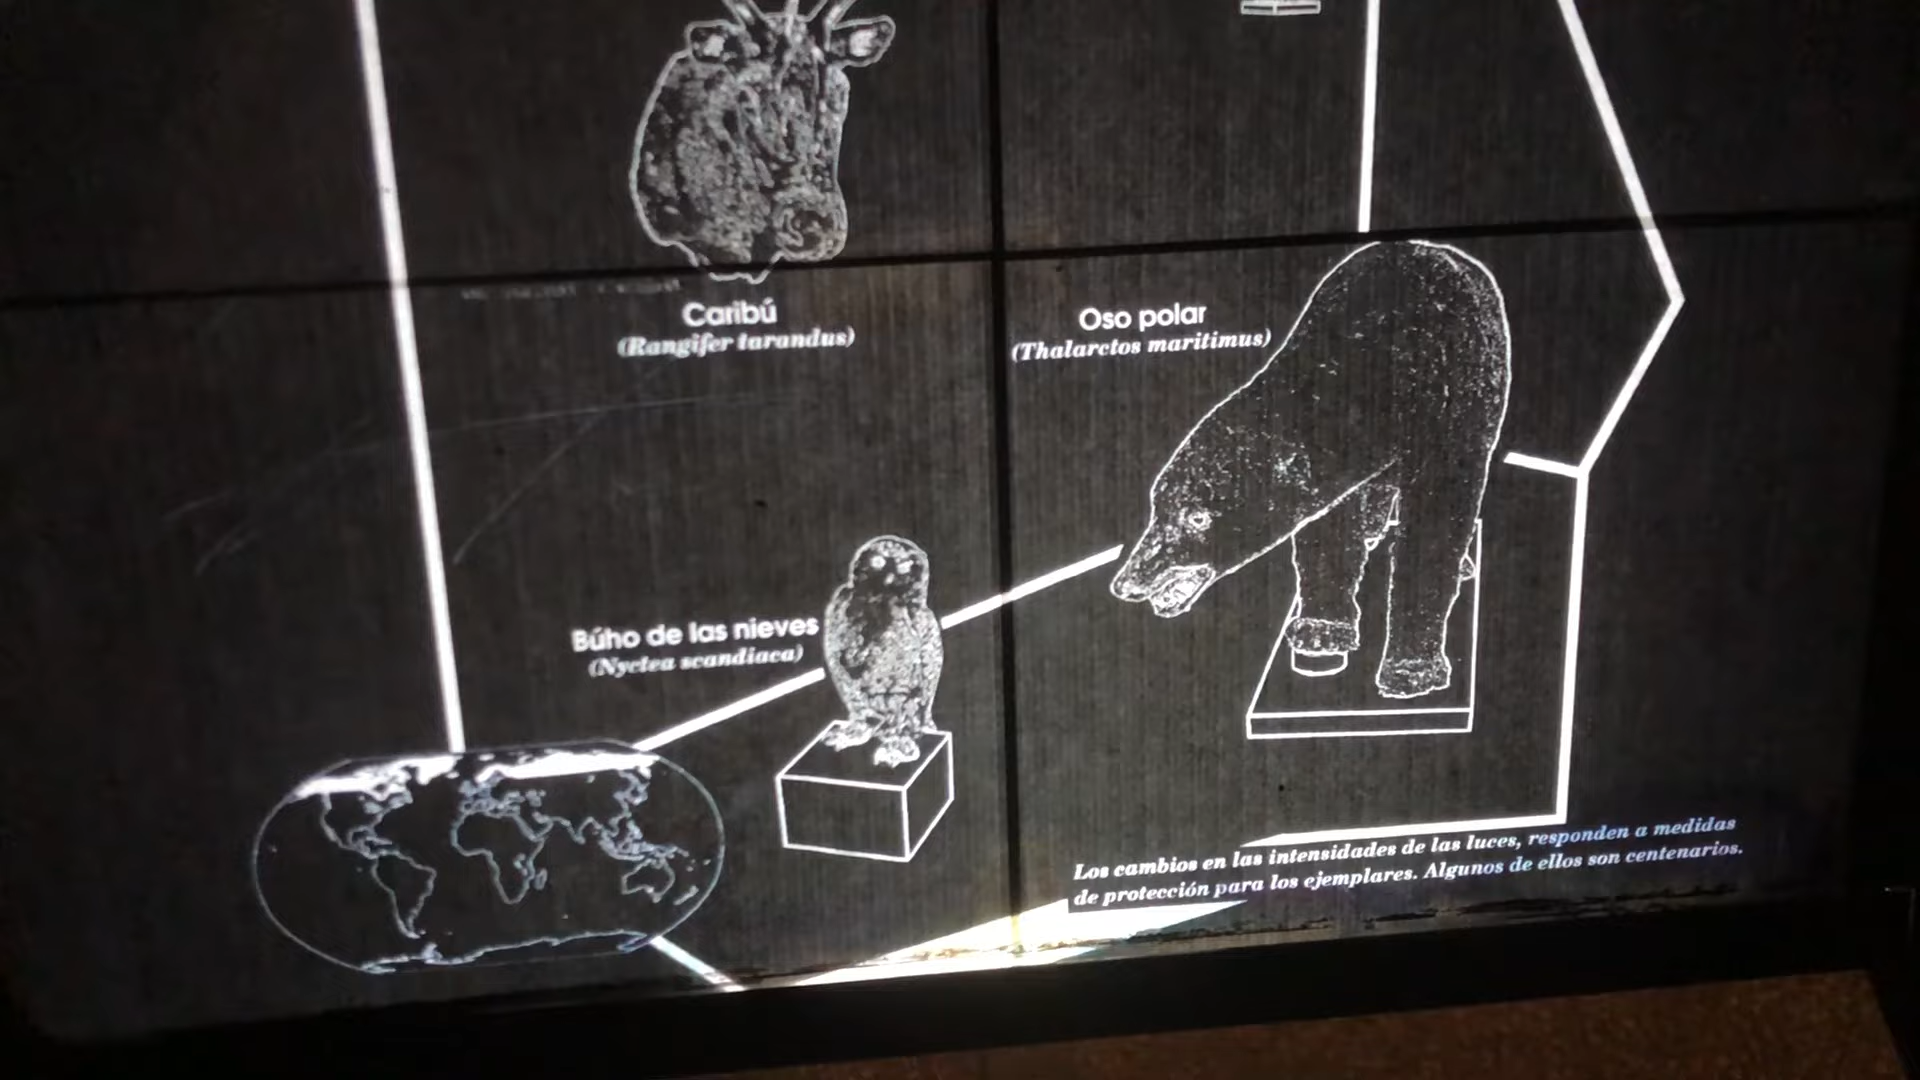 Caribú
(Rangifer tarandus)
Oso polar
(Thalarctos maritimus)
Búho de las nieves
(Nyctea scandiaca)
Los cambios en las intensidades de las luces, responden a medidas
de protección para los ejemplares. Algunos de ellos son centenarios.